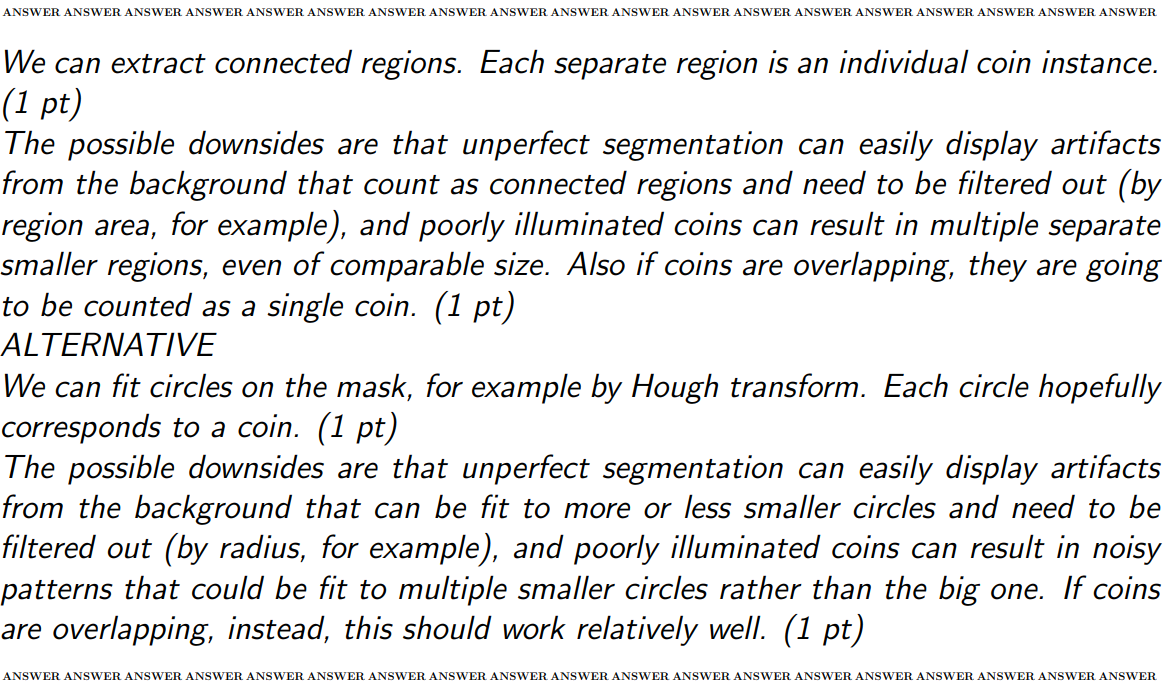 ANSWER ANSWER ANSWER ANSWER ANSWER ANSWER ANSWER ANSWER ANSWER ANSWER ANSWER ANSWER ANSWER ANSWER ANSWER ANSWER ANSWER ANSWER ANSWER
We can extract connected regions. Each separate region is an individual coin instance.
(1 pt)
The possible downsides are that unperfect segmentation can easily display artifacts
from the background that count as connected regions and need to be filtered out (by
region area, for example), and poorly illuminated coins can result in multiple separate
smaller regions, even of comparable size. Also if coins are overlapping, they are going
to be counted as a single coin. (1 pt)
ALTERNATIVE
We can fit circles on the mask, for example by Hough transform. Each circle hopefully
corresponds to a coin. (1 pt)
The possible downsides are that unperfect segmentation can easily display artifacts
from the background that can be fit to more or less smaller circles and need to be
filtered out (by radius, for example), and poorly illuminated coins can result in noisy
patterns that could be fit to multiple smaller circles rather than the big one. If coins
are overlapping, instead, this should work relatively well. (1 pt)
ANSWER ANSWER ANSWER ANSWER ANSWER ANSWER ANSWER ANSWER ANSWER ANSWER ANSWER ANSWER ANSWER ANSWER ANSWER ANSWER ANSWER ANSWER ANSWER